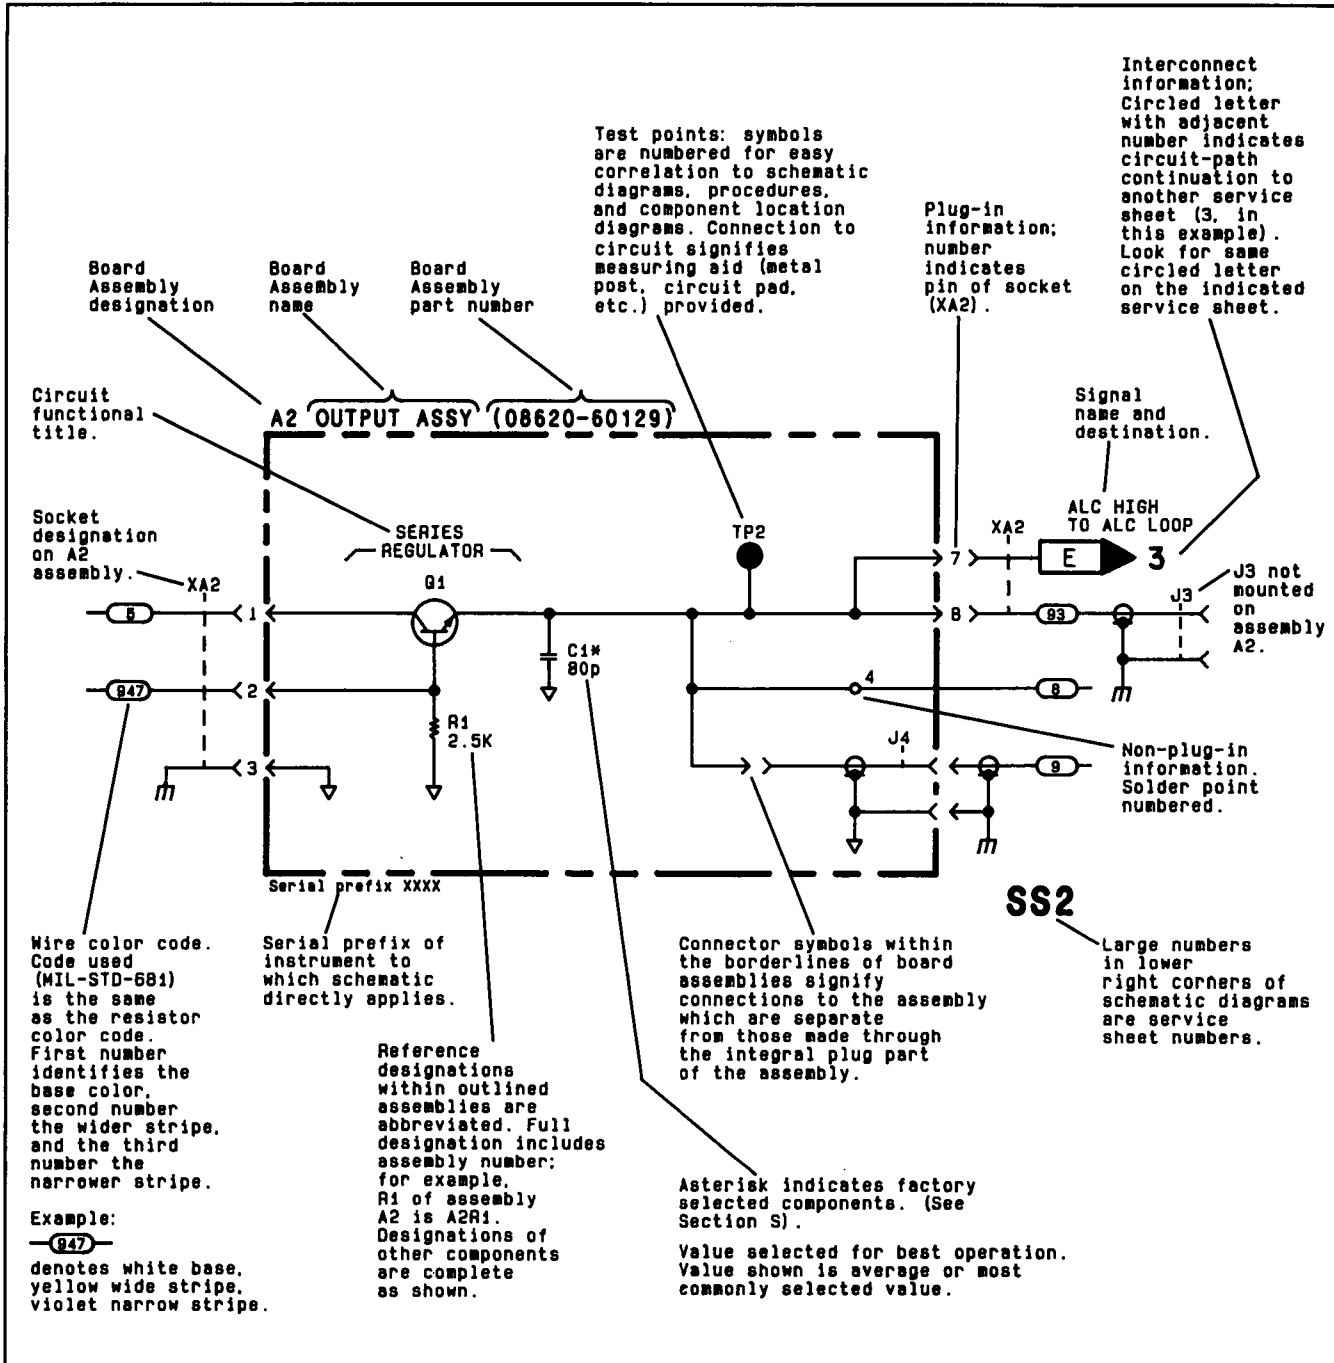 Interconnect
information;
Circled letter
with adjacent
number indicates
circuit-path
continuation to
another service
sheet (3, in
this example).
Look for same
circled letter
on the indicated
service sheet.
Test points: symbols
are numbered for easy
correlation to schematic
diagrams, procedures,
and component location
diagrams. Connection to
circuit signifies
measuring aid (metal
post, circuit pad,
etc.) provided.
Plug-in
information;
number
indicates
pin of socket
(XA2).
Board
Assembly
designation
Board
Assembly
name
Board
Assembly
part number
Circuit
functional
title.
A2 OUTPUT ASSY (08620-60129)
Signal
name and
destination.
Socket
designation
on A2
assembly.
XA2
SERIES
REGULATOR
Q1
TP2
XA2
ALC HIGH
TO ALC LOOP
7
E
3
J3 not
mounted
on
assembly
A2.
J3
5
1
8
93
C1*
80p
947
2
4
8
R1
2.5K
J4
9
3
Non-plug-in
information.
Solder point
numbered.
Serial prefix XXXX
SS2
Wire color code.
Code used
(MIL-STD-681)
is the same
as the resistor
color code.
First number
identifies the
base color,
second number
the wider stripe,
and the third
number the
narrower stripe.
Example:
947
denotes white base,
yellow wide stripe,
violet narrow stripe.
Serial prefix of
instrument to
which schematic
directly applies.
Reference
designations
within outlined
assemblies are
abbreviated. Full
designation includes
assembly number;
for example,
R1 of assembly
A2 is A2R1.
Designations of
other components
are complete
as shown.
Connector symbols within
the borderlines of board
assemblies signify
connections to the assembly
which are separate
from those made through
the integral plug part
of the assembly.
Large numbers
in lower
right corners of
schematic diagrams
are service
sheet numbers.
Asterisk indicates factory
selected components. (See
Section S).
Value selected for best operation.
Value shown is average or most
commonly selected value.